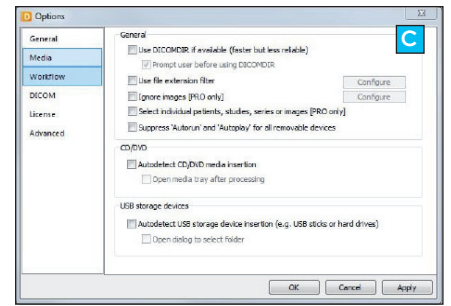 Options
C
General
Media
Workflow
DICOM
License
Advanced
General
Use DICOMDIR if available (faster but less reliable)
Prompt user before using DICOMDIR
Use file extension filter
Configure
Ignore images [PRO only]
Configure
Select individual patients, studies, series or images [PRO only]
Suppress 'Autorun' and 'Autoplay' for all removable devices
CD/DVD
Autodetect CD/DVD media insertion
Open media tray after processing
USB storage devices
Autodetect USB storage device insertion (e.g. USB sticks or hard drives)
Open dialog to select folder
OK Cancel Apply